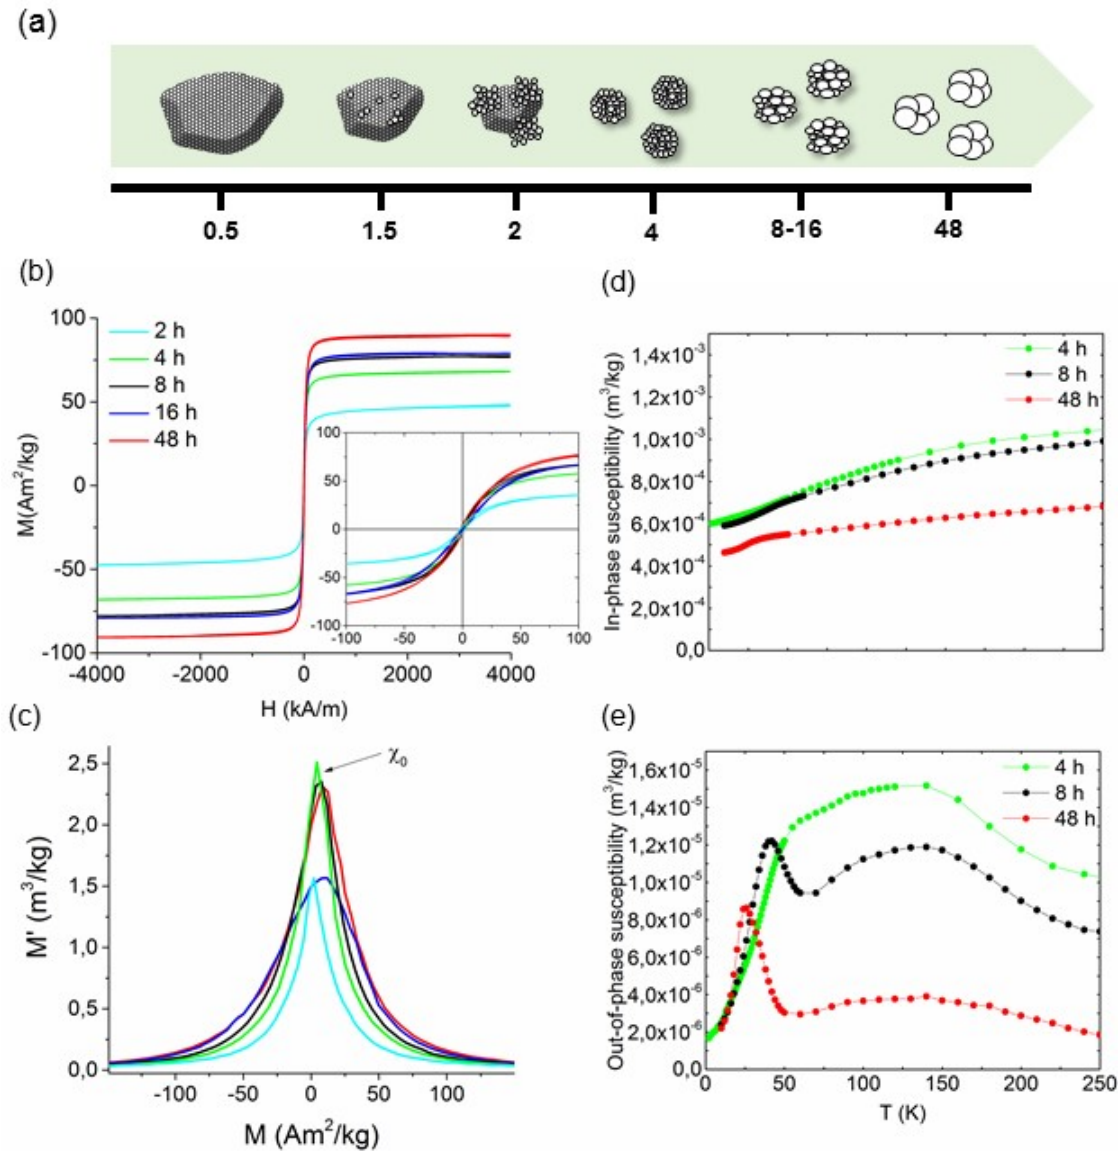 (a)
0.5 1.5 2 4 8-16 48
(b)
100
50
0
-50
-100
M(Am²/kg)
2 h
4 h
8 h
16 h
48 h
100
50
0
-50
-100
-100 -50 0 50 100
-4000 -2000 0 2000 4000
H (kA/m)
(c)
2,5
2,0
1,5
1,0
0,5
0,0
M' (m³/kg)
χ₀
-100 -50 0 50 100
M (Am²/kg)
(d)
1,4x10⁻³
1,2x10⁻³
1,0x10⁻³
8,0x10⁻⁴
6,0x10⁻⁴
4,0x10⁻⁴
2,0x10⁻⁴
0,0
In-phase susceptibility (m³/kg)
4 h
8 h
48 h
(e)
1,6x10⁻⁵
1,4x10⁻⁵
1,2x10⁻⁵
1,0x10⁻⁵
8,0x10⁻⁶
6,0x10⁻⁶
4,0x10⁻⁶
2,0x10⁻⁶
0,0
Out-of-phase susceptibility (m³/kg)
4 h
8 h
48 h
0 50 100 150 200 250
T (K)